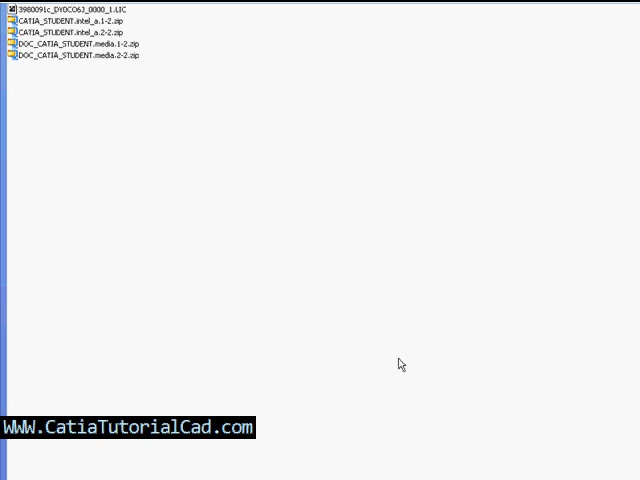 3980091c_DY0CO6J_0000_1.LIC
CATIA_STUDENT.intel_a.1-2.zip
CATIA_STUDENT.intel_a.2-2.zip
DOC_CATIA_STUDENT.media.1-2.zip
DOC_CATIA_STUDENT.media.2-2.zip
WWW.CatiaTutorialCad.com